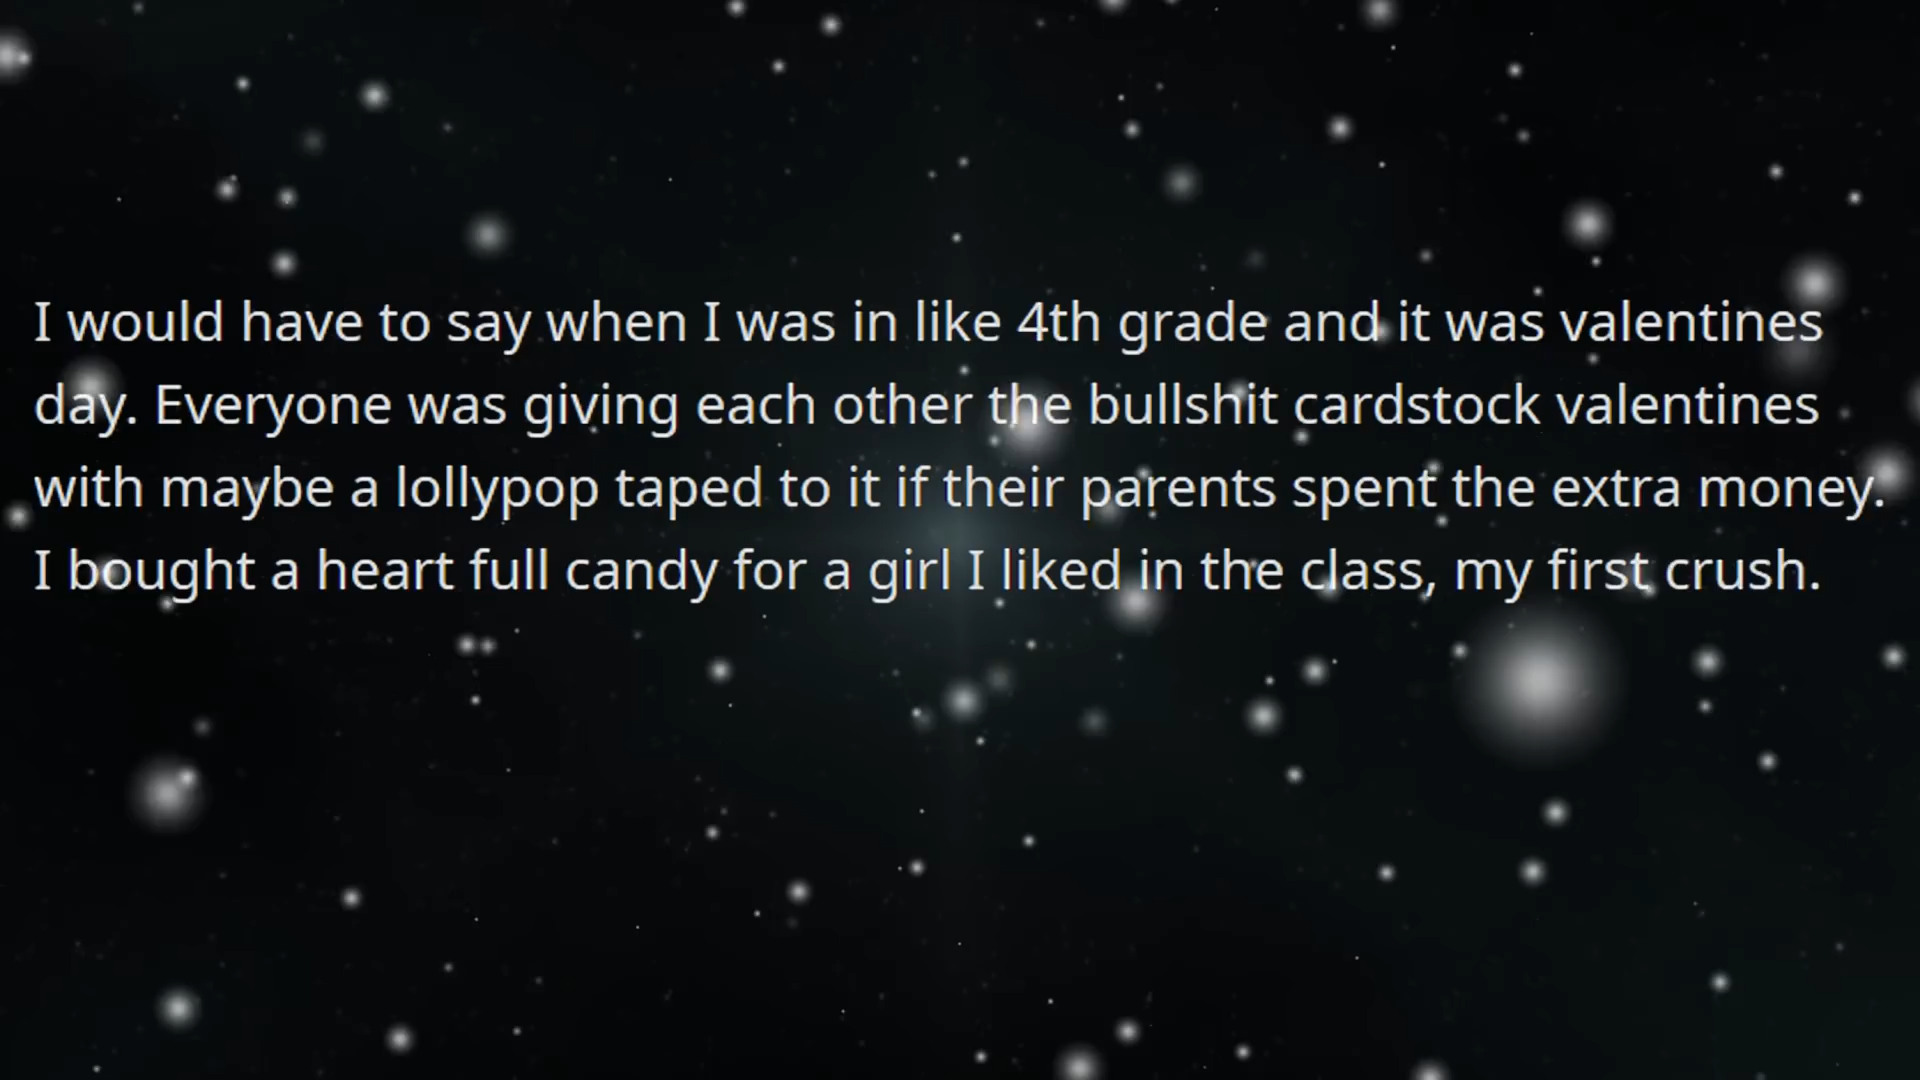 I would have to say when I was in like 4th grade and it was valentines
day. Everyone was giving each other the bullshit cardstock valentines
with maybe a lollypop taped to it if their parents spent the extra money.
I bought a heart full candy for a girl I liked in the class, my first crush.